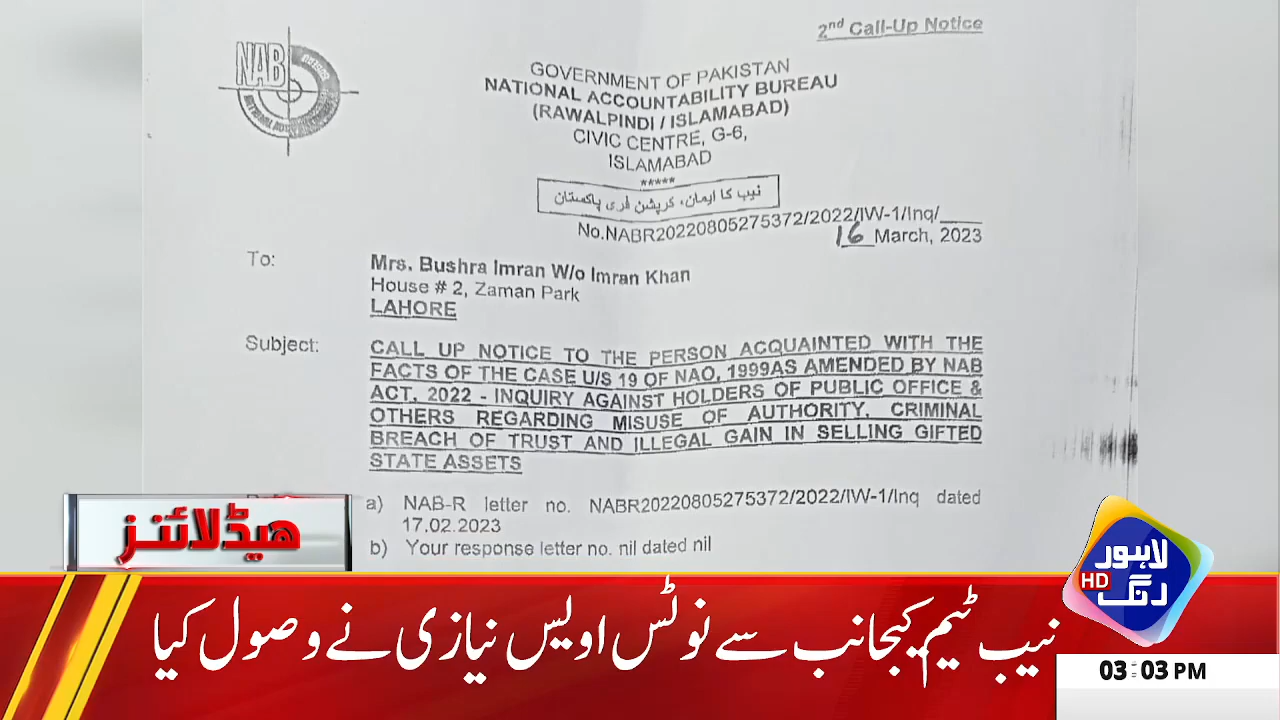 2nd Call-Up Notice
NAB
GOVERNMENT OF PAKISTAN
NATIONAL ACCOUNTABILITY BUREAU
(RAWALPINDI / ISLAMABAD)
CIVIC CENTRE, G-6,
ISLAMABAD
*****
نیب کا ایمان، کرپشن فری پاکستان
No.NABR20220805275372/2022/IW-1/Inq/____
16 March, 2023
To:
Mrs. Bushra Imran W/o Imran Khan
House # 2, Zaman Park
LAHORE
Subject:
CALL UP NOTICE TO THE PERSON ACQUAINTED WITH THE
FACTS OF THE CASE U/S 19 OF NAO, 1999AS AMENDED BY NAB
ACT, 2022 - INQUIRY AGAINST HOLDERS OF PUBLIC OFFICE &
OTHERS REGARDING MISUSE OF AUTHORITY, CRIMINAL
BREACH OF TRUST AND ILLEGAL GAIN IN SELLING GIFTED
STATE ASSETS
a) NAB-R letter no. NABR20220805275372/2022/IW-1/Inq dated
17.02.2023
b) Your response letter no. nil dated nil
ہیڈلائنز
لاہور
رنگ
HD
نیب ٹیم کیجانب سے نوٹس اویس نیازی نے وصول کیا
03:03 PM